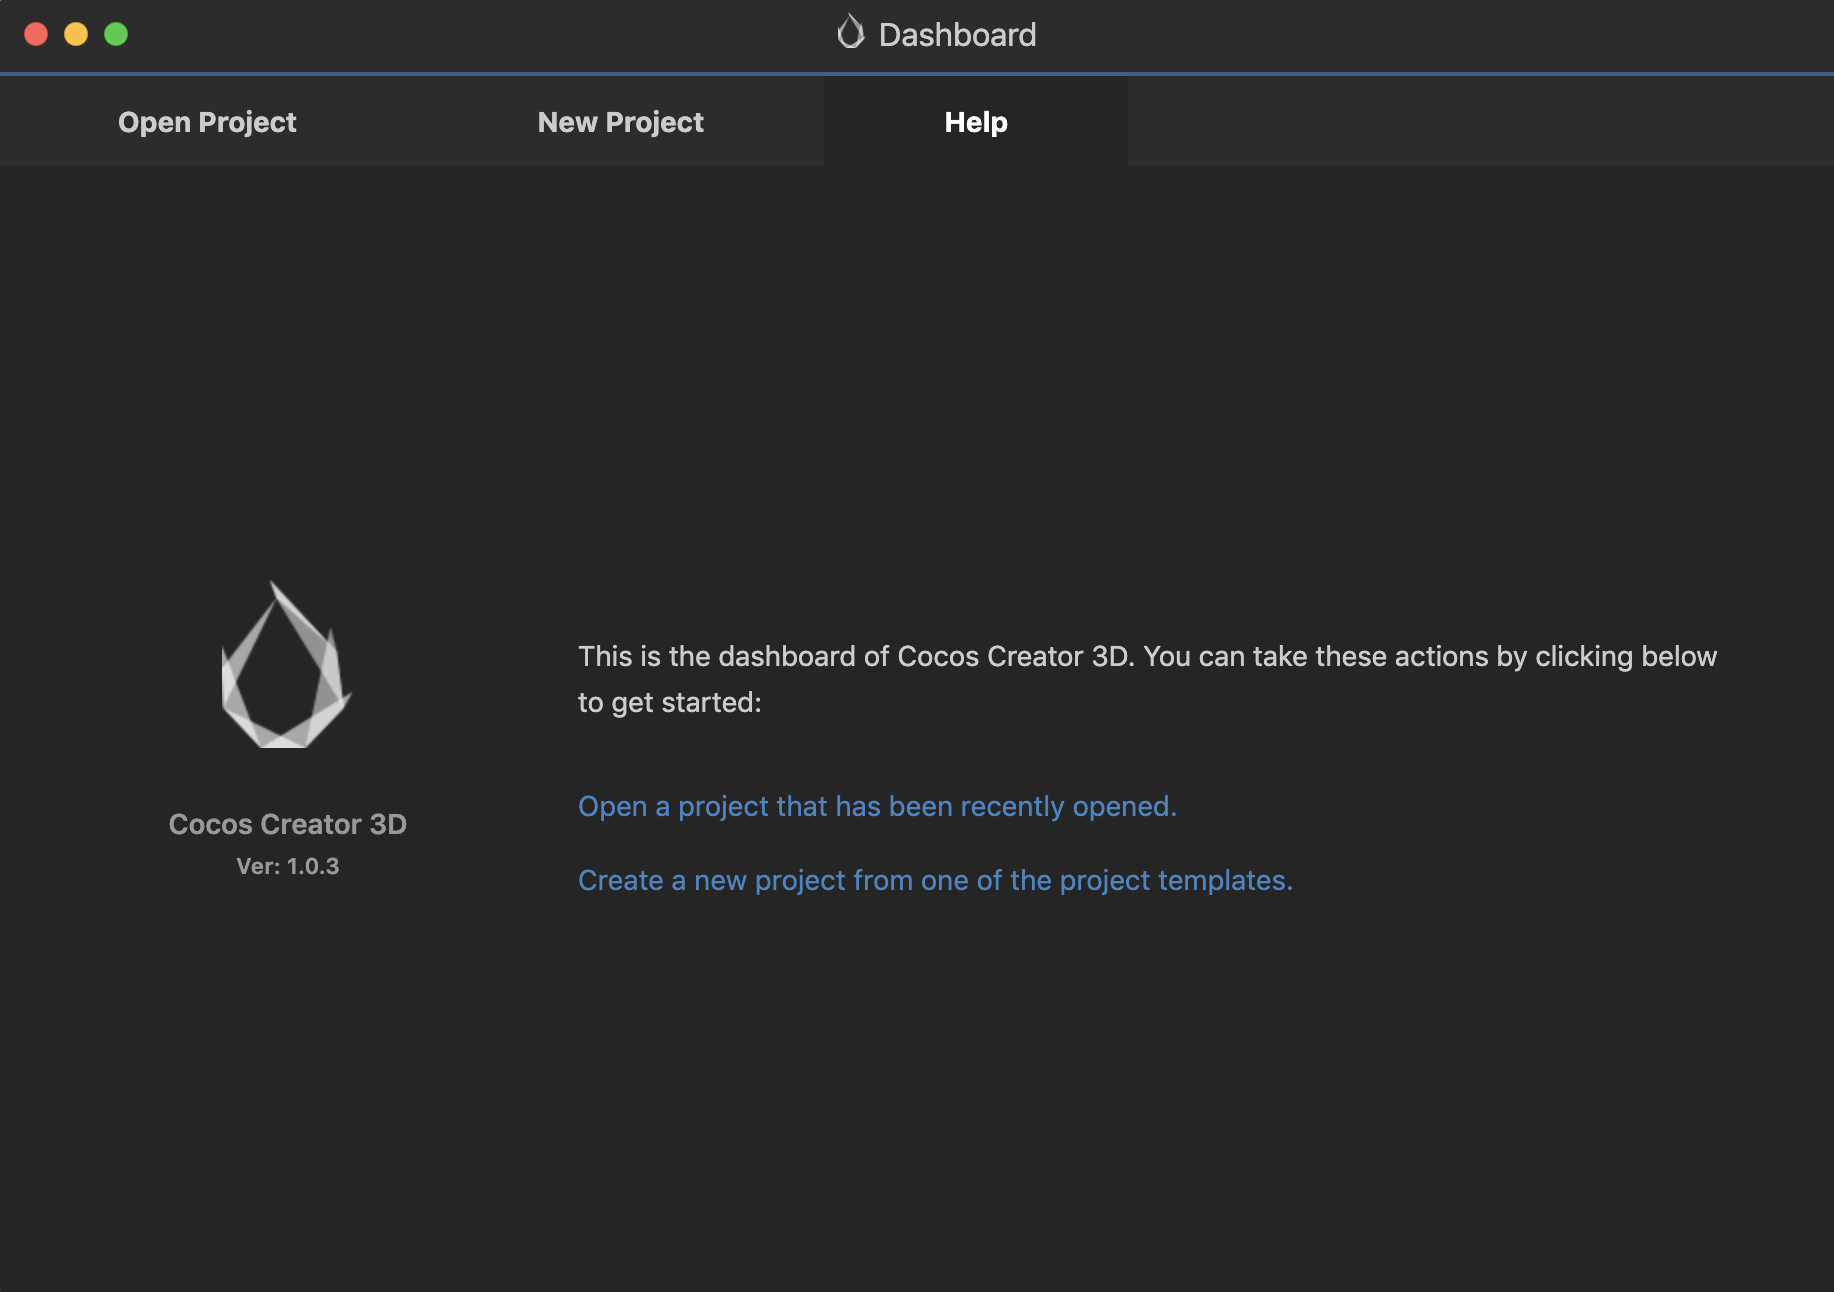 Dashboard
Open Project
New Project
Help
This is the dashboard of Cocos Creator 3D. You can take these actions by clicking below
to get started:
Open a project that has been recently opened.
Create a new project from one of the project templates.
Cocos Creator 3D
Ver: 1.0.3